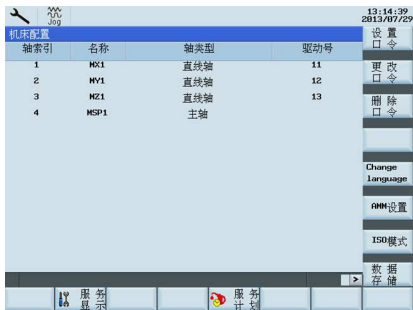 Jog
13:14:39
2013/07/29
机床配置
轴索引 名称 轴类型 驱动号
1 MX1 直线轴 11
2 MY1 直线轴 12
3 MZ1 直线轴 13
4 MSP1 主轴
设置
口令
更改
口令
删除
口令
Change
language
AMM设置
ISO模式
数据
存储
服务
显示
服务
计划